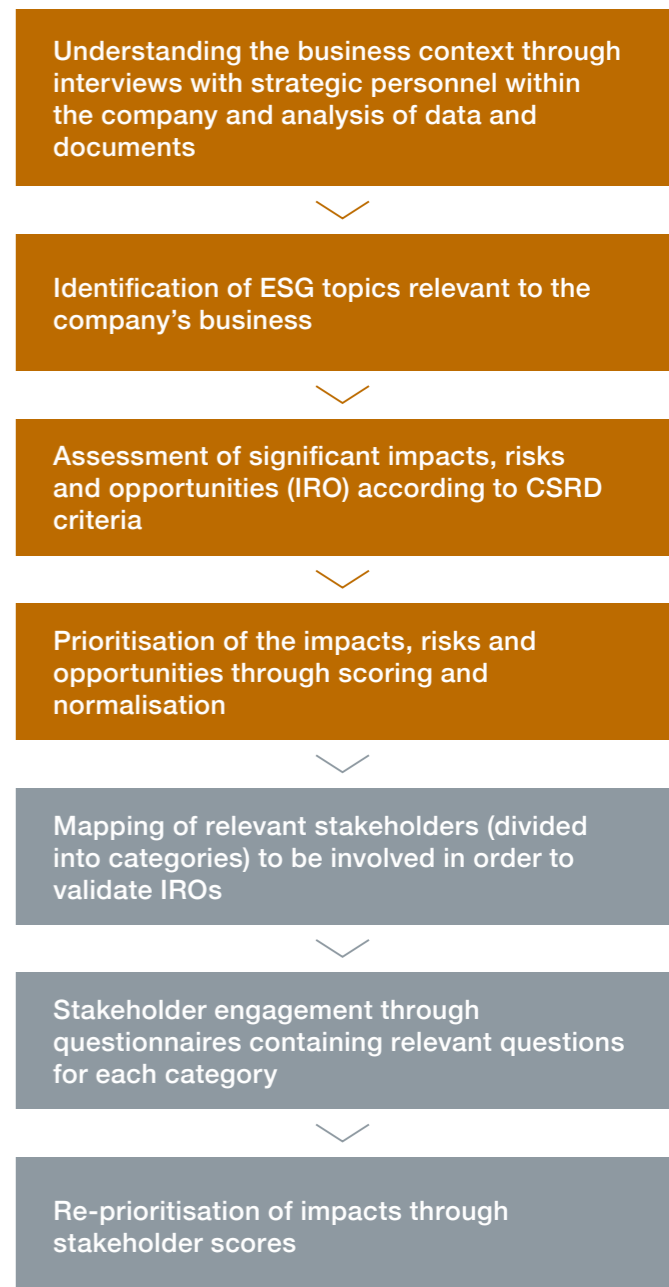 Understanding the business context through
interviews with strategic personnel within
the company and analysis of data and
documents
Identification of ESG topics relevant to the
company’s business
Assessment of significant impacts, risks
and opportunities (IRO) according to CSRD
criteria
Prioritisation of the impacts, risks and
opportunities through scoring and
normalisation
Mapping of relevant stakeholders (divided
into categories) to be involved in order to
validate IROs
Stakeholder engagement through
questionnaires containing relevant questions
for each category
Re-prioritisation of impacts through
stakeholder scores